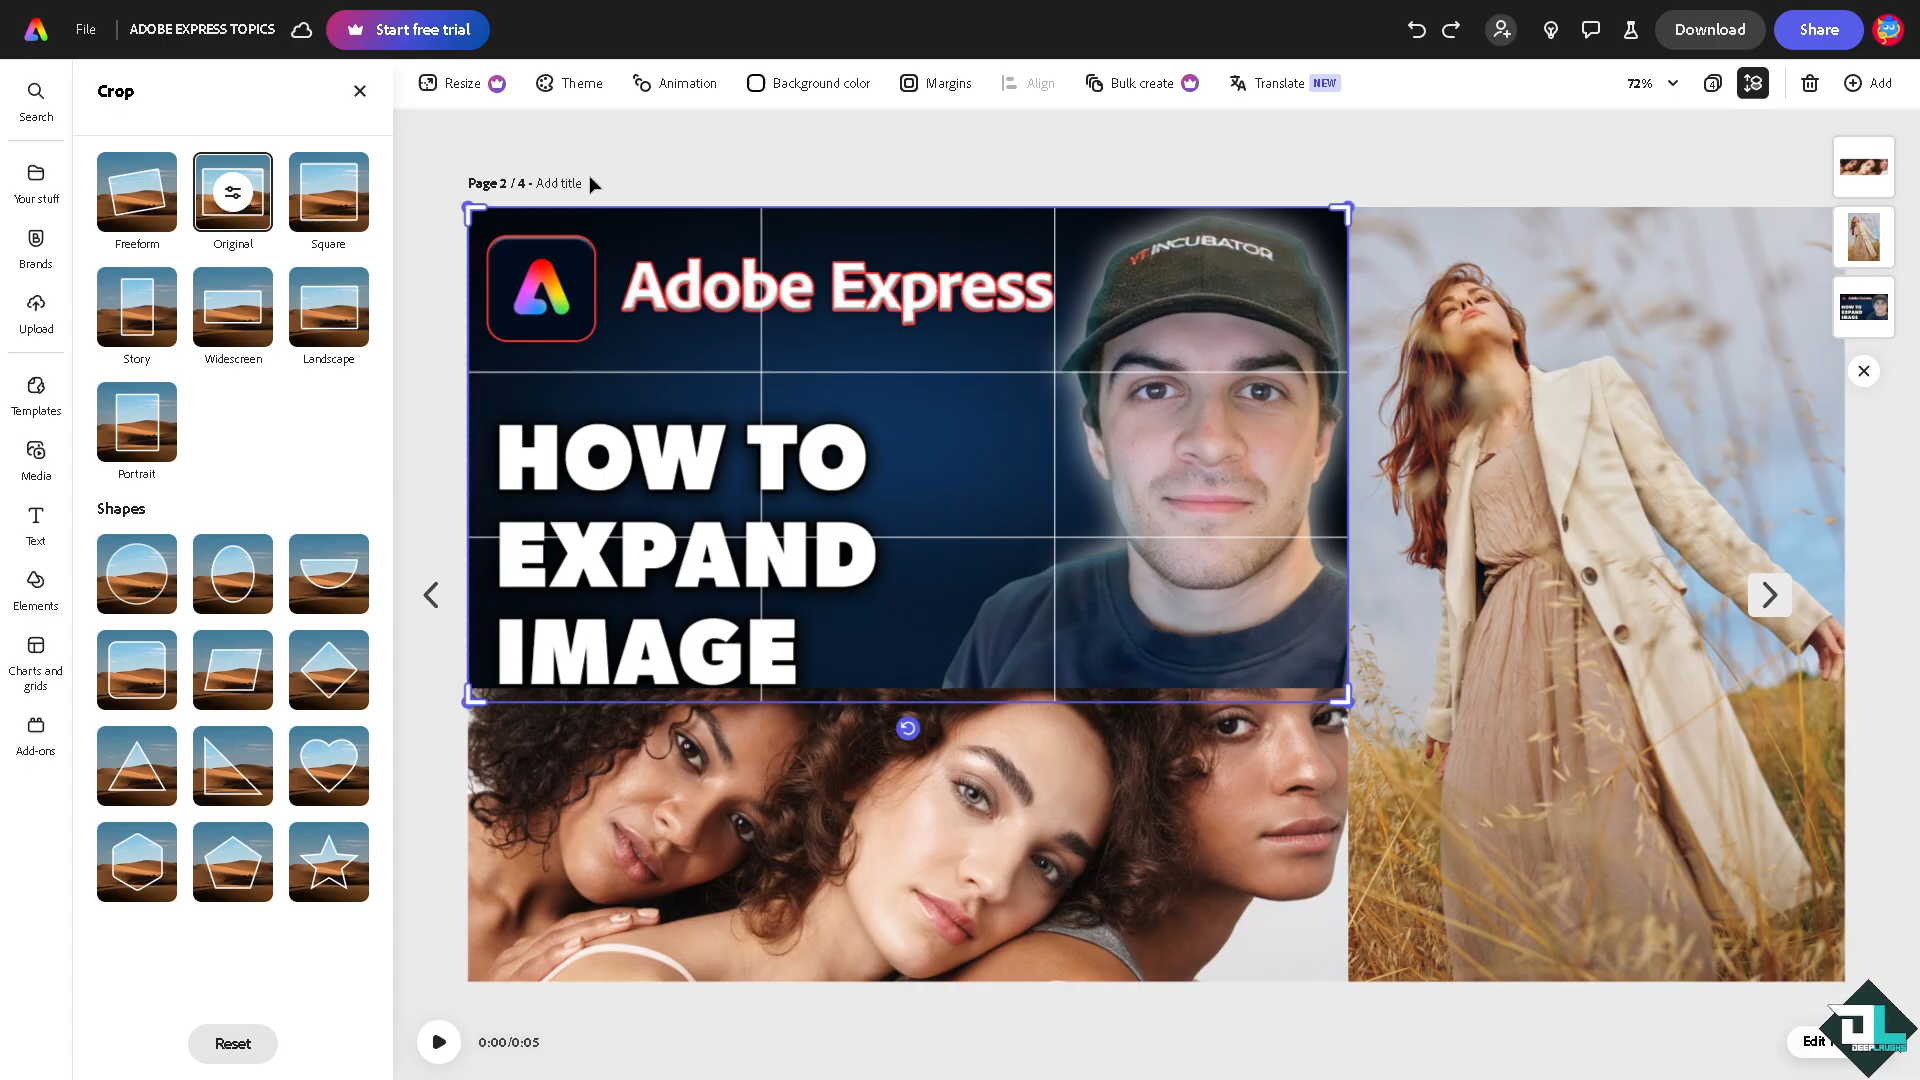 File
ADOBE EXPRESS TOPICS
Start free trial
Download
Share
Search
Your stuff
Brands
Upload
Templates
Media
Text
Elements
Charts and
grids
Add-ons
Crop
Freeform
Original
Square
Story
Widescreen
Landscape
Portrait
Shapes
Reset
Resize
Theme
Animation
Background color
Margins
Align
Bulk create
Translate NEW
72%
4
Add
Page 2 / 4 - Add title
Adobe Express
HOW TO
EXPAND
IMAGE
YTINCUBATOR
0:00/0:05
Edit
DEEPLAUGHS